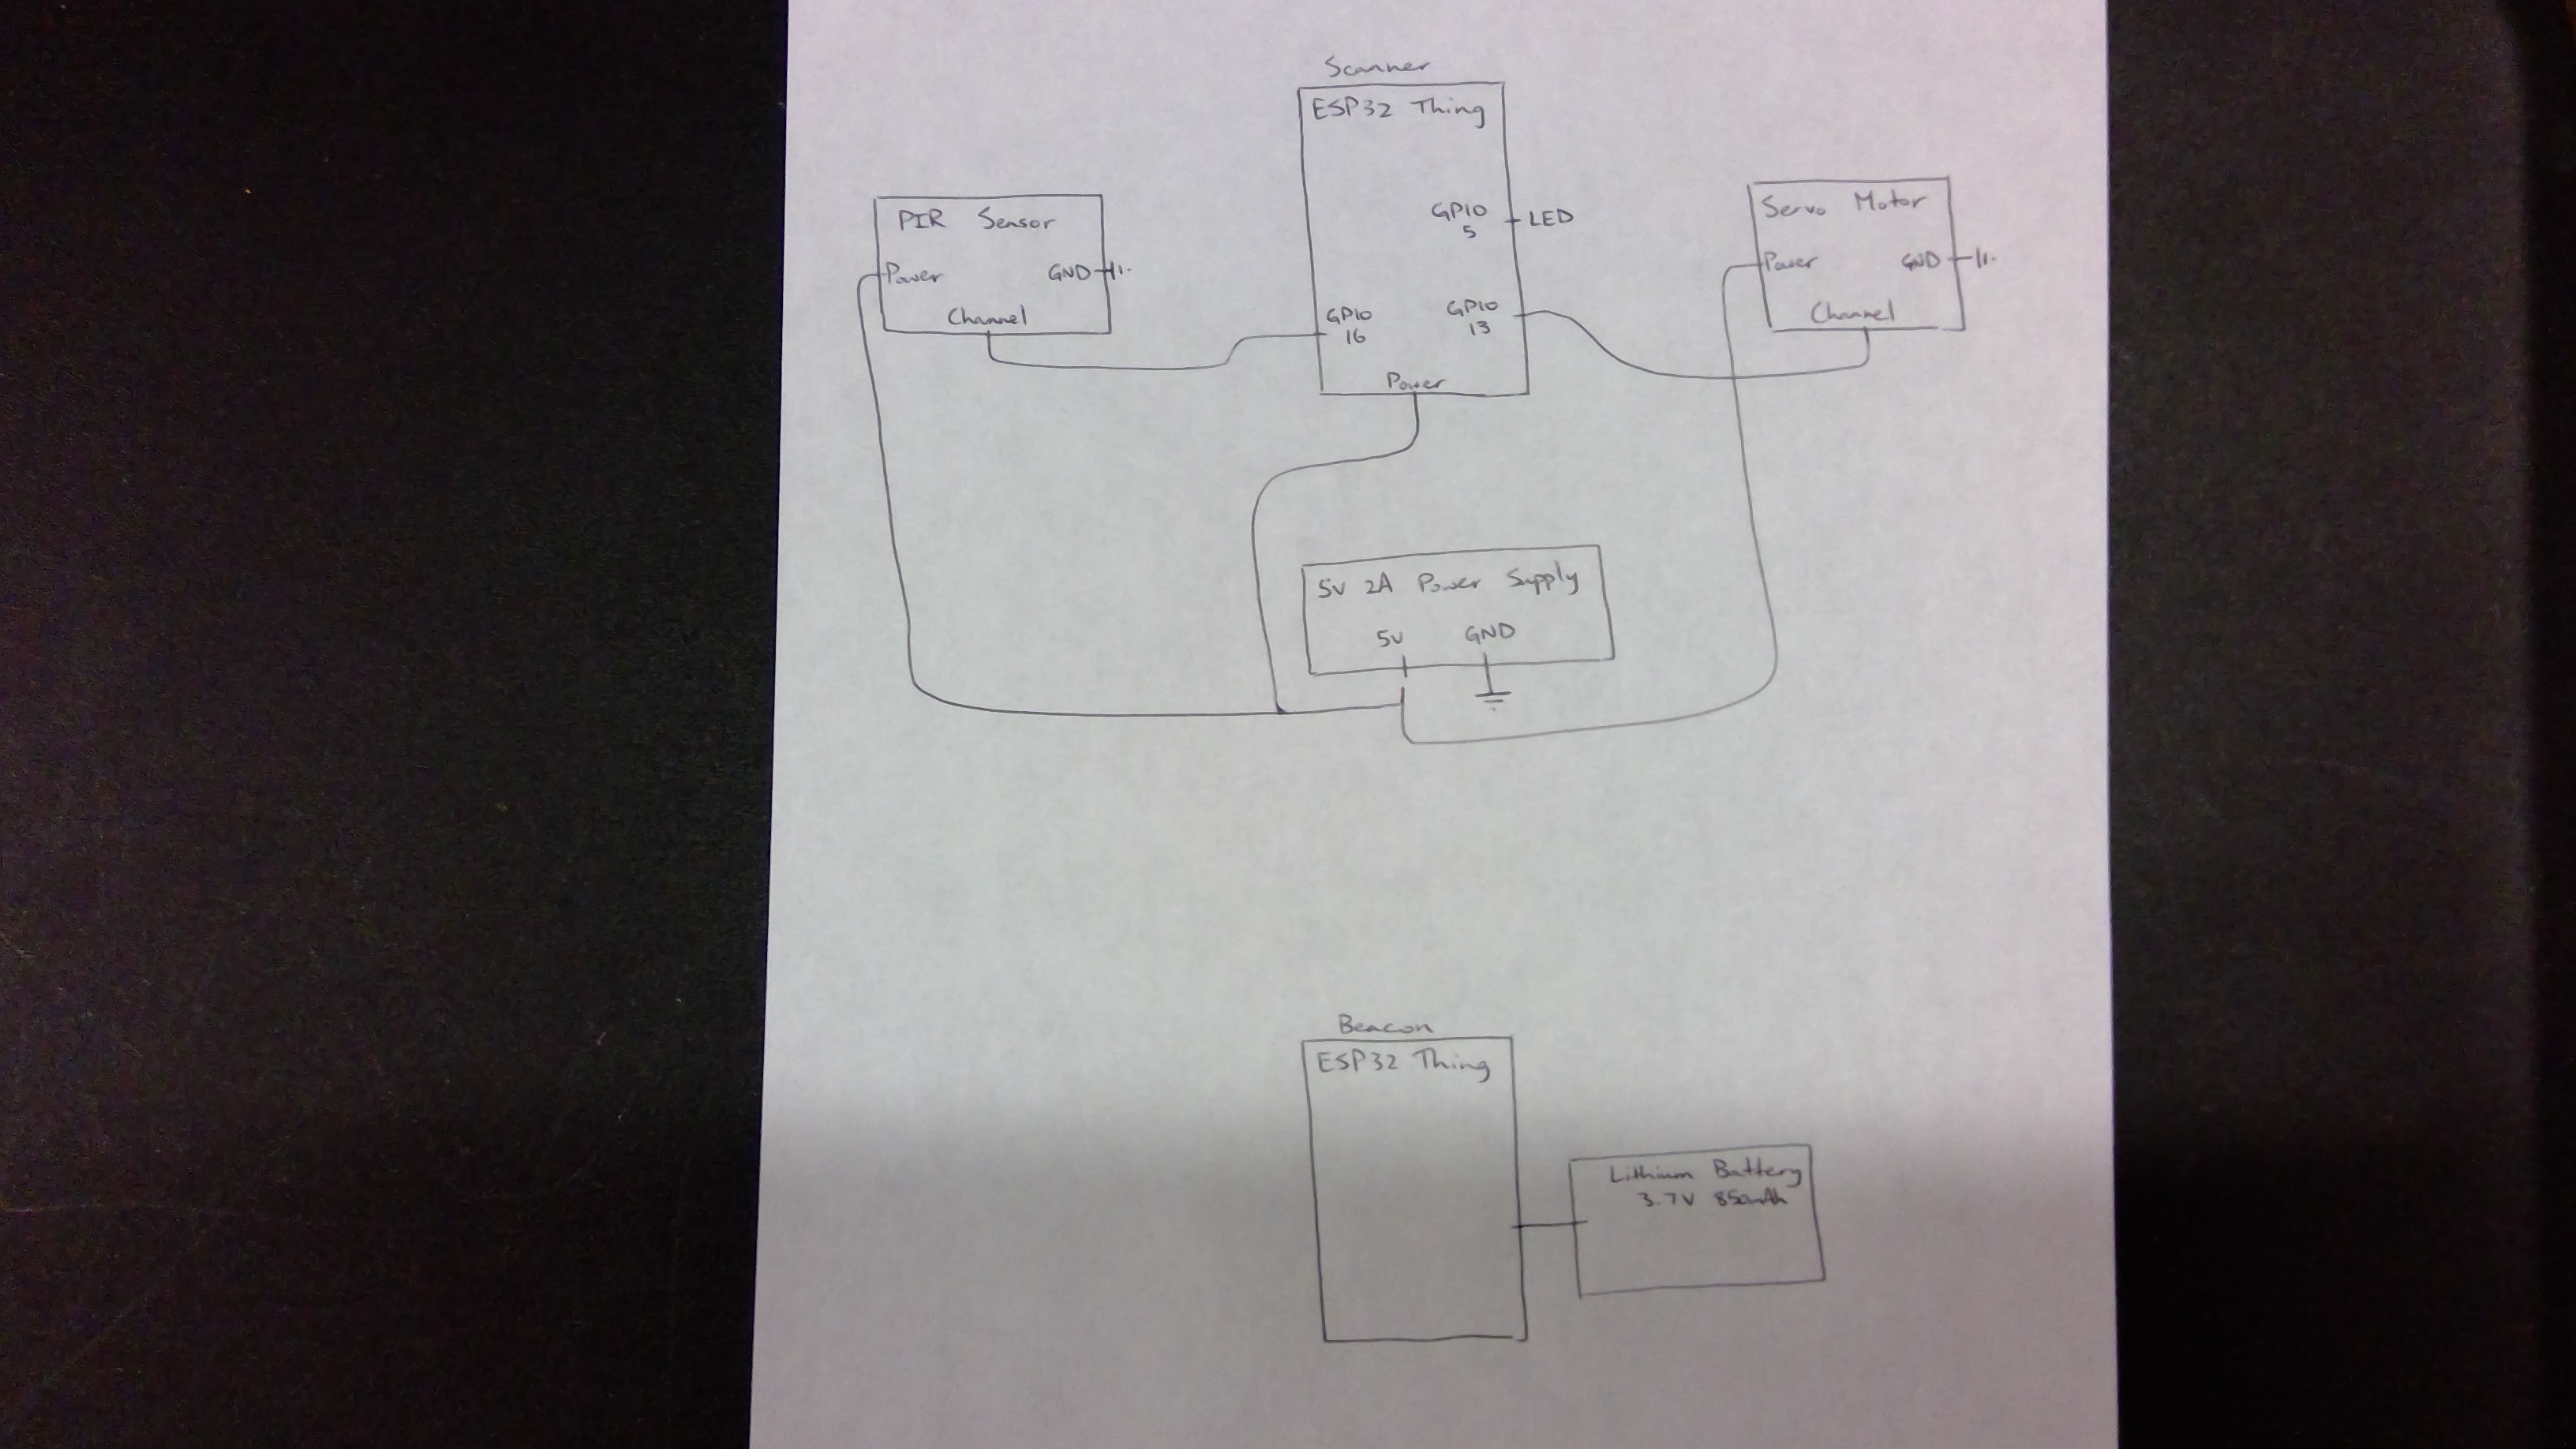 Scanner
ESP32 Thing
GPIO
5
LED
GPIO
16
GPIO
13
Power
PIR Sensor
Power
GND
Channel
Servo Motor
Power
GND
Channel
5V 2A Power Supply
5V
GND
Beacon
ESP32 Thing
Lithium Battery
3.7V 850mAh